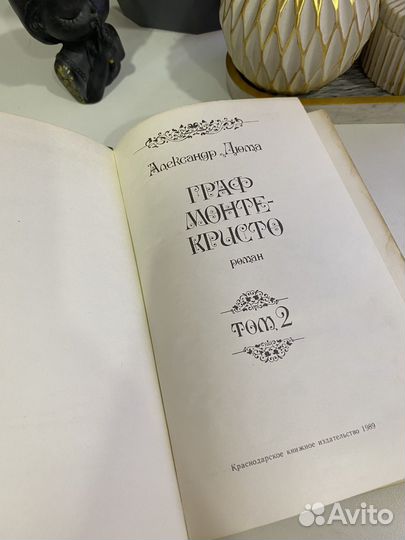 Александр Дюма
ГРАФ
МОНТЕ-
КРИСТО
роман
том 2
Краснодарское книжное издательство 1989
Avito